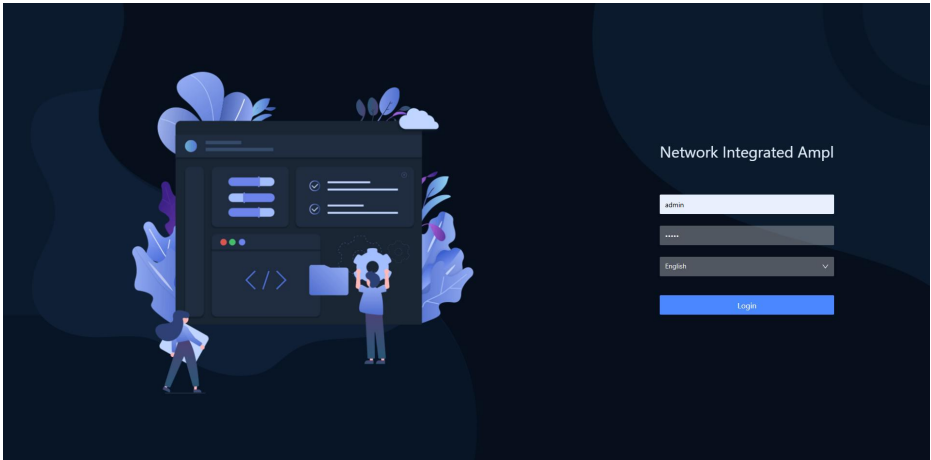 Network Integrated Ampl
admin
•••••
English
Login